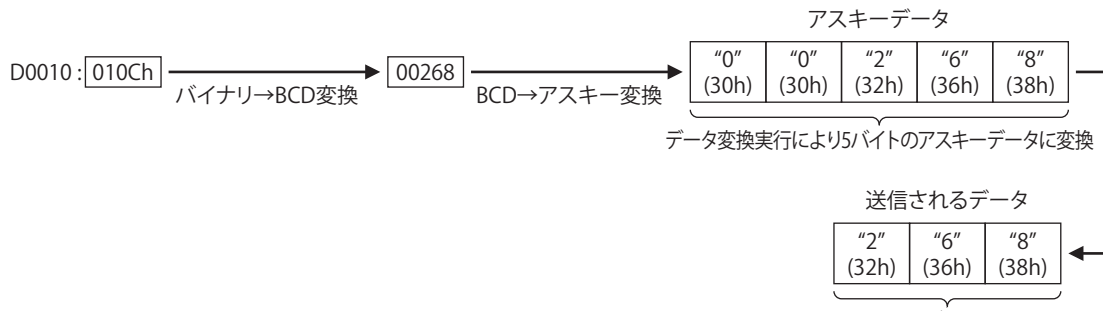 アスキーデータ
D0010 : 010Ch
バイナリ→BCD変換
00268
BCD→アスキー変換
“0” “0” “2” “6” “8”
(30h) (30h) (32h) (36h) (38h)
データ変換実行により5バイトのアスキーデータに変換
送信されるデータ
“2” “6” “8”
(32h) (36h) (38h)